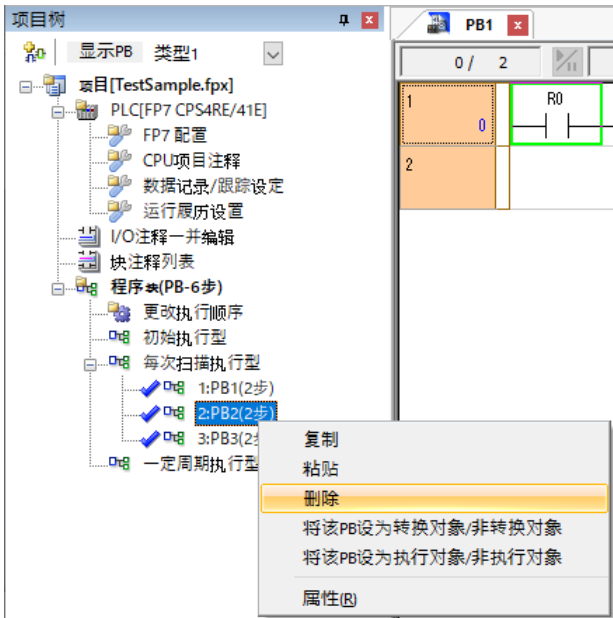 项目树
PB1
显示PB 类型1
0 / 2
项目[TestSample.fpx]
PLC[FP7 CPS4RE/41E]
FP7 配置
CPU项目注释
数据记录/跟踪设定
运行履历设置
I/O注释一并编辑
块注释列表
程序块(PB-6步)
更改执行顺序
初始执行型
每次扫描执行型
1:PB1(2步)
2:PB2(2步)
3:PB3(2
一定周期执行型
1
0
R0
2
复制
粘贴
删除
将该PB设为转换对象/非转换对象
将该PB设为执行对象/非执行对象
属性(R)